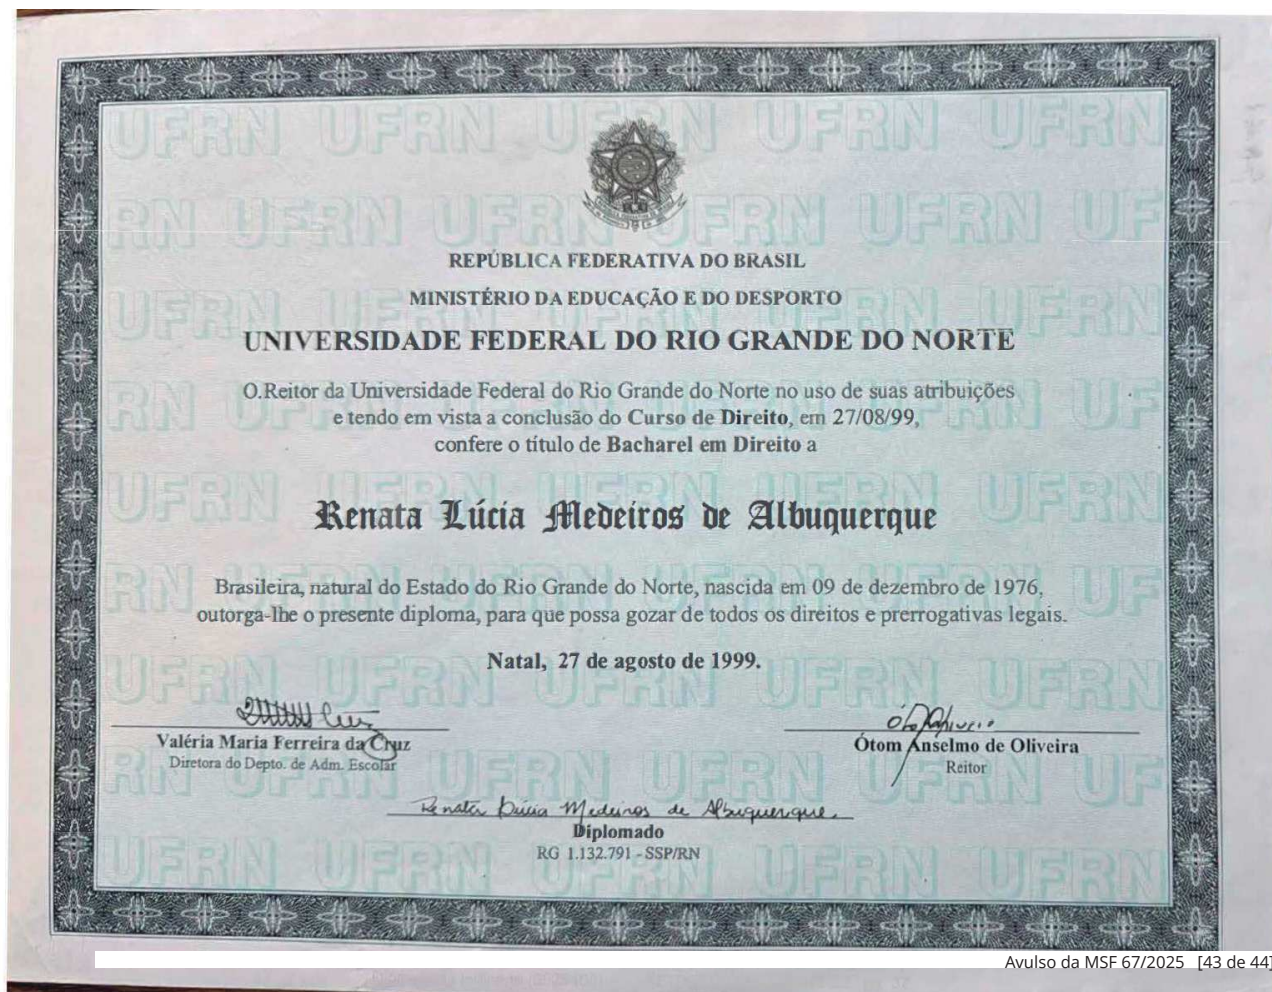 REPÚBLICA FEDERATIVA DO BRASIL
MINISTÉRIO DA EDUCAÇÃO E DO DESPORTO
UNIVERSIDADE FEDERAL DO RIO GRANDE DO NORTE
O Reitor da Universidade Federal do Rio Grande do Norte no uso de suas atribuições
e tendo em vista a conclusão do Curso de Direito, em 27/08/99,
confere o título de Bacharel em Direito a
Renata Lúcia Medeiros de Albuquerque
Brasileira, natural do Estado do Rio Grande do Norte, nascida em 09 de dezembro de 1976,
outorga-lhe o presente diploma, para que possa gozar de todos os direitos e prerrogativas legais.
Natal, 27 de agosto de 1999.
Valéria Maria Ferreira da Cruz
Diretora do Depto. de Adm. Escolar
Ótom Anselmo de Oliveira
Reitor
Renata Lúcia Medeiros de Albuquerque
Diplomado
RG 1.132.791 - SSP/RN
Avulso da MSF 67/2025 [43 de 44]